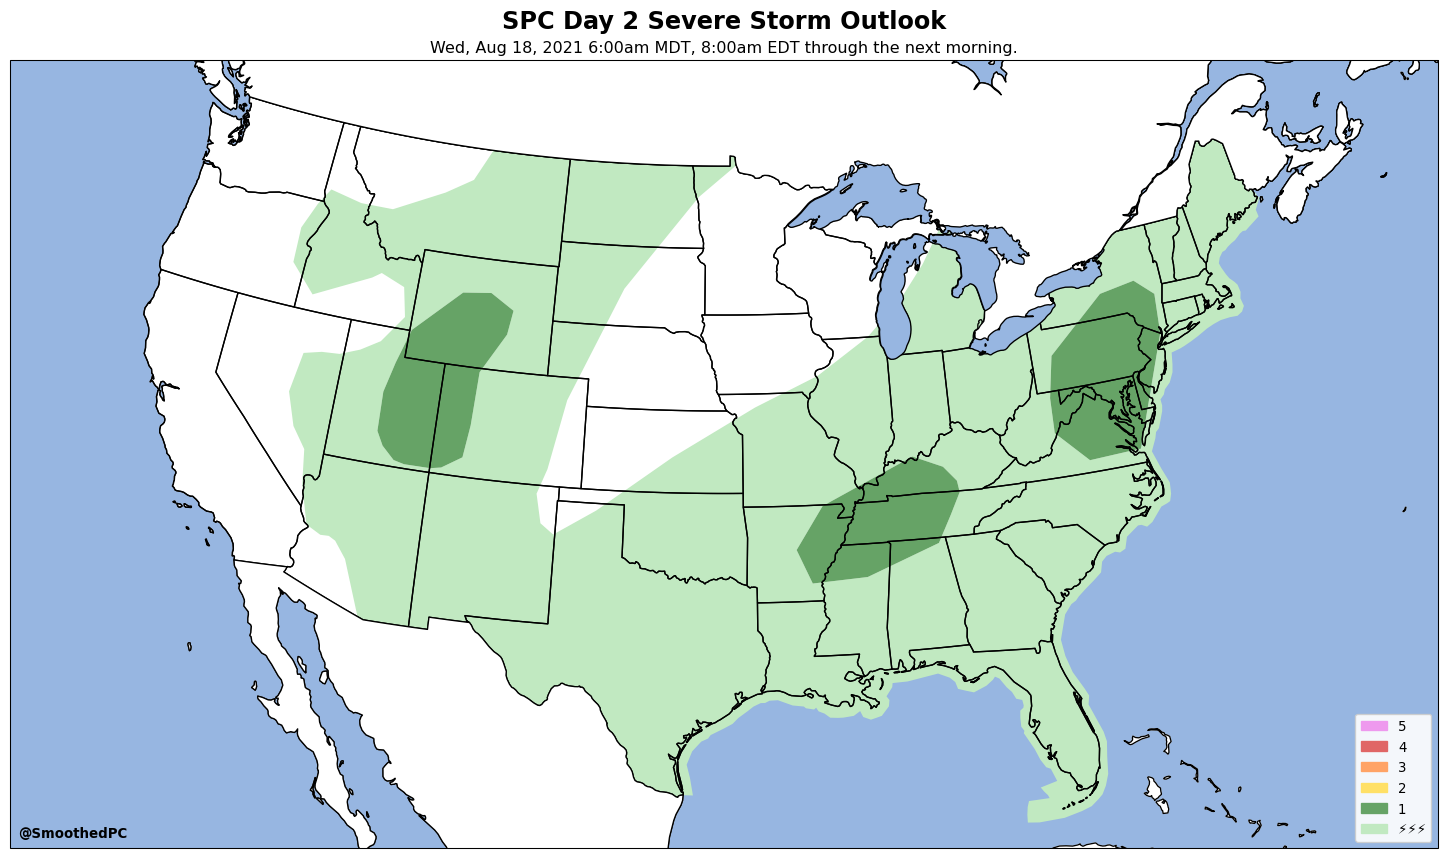 SPC Day 2 Severe Storm Outlook
Wed, Aug 18, 2021 6:00am MDT, 8:00am EDT through the next morning.
5
4
3
2
1
⚡⚡⚡
@SmoothedPC